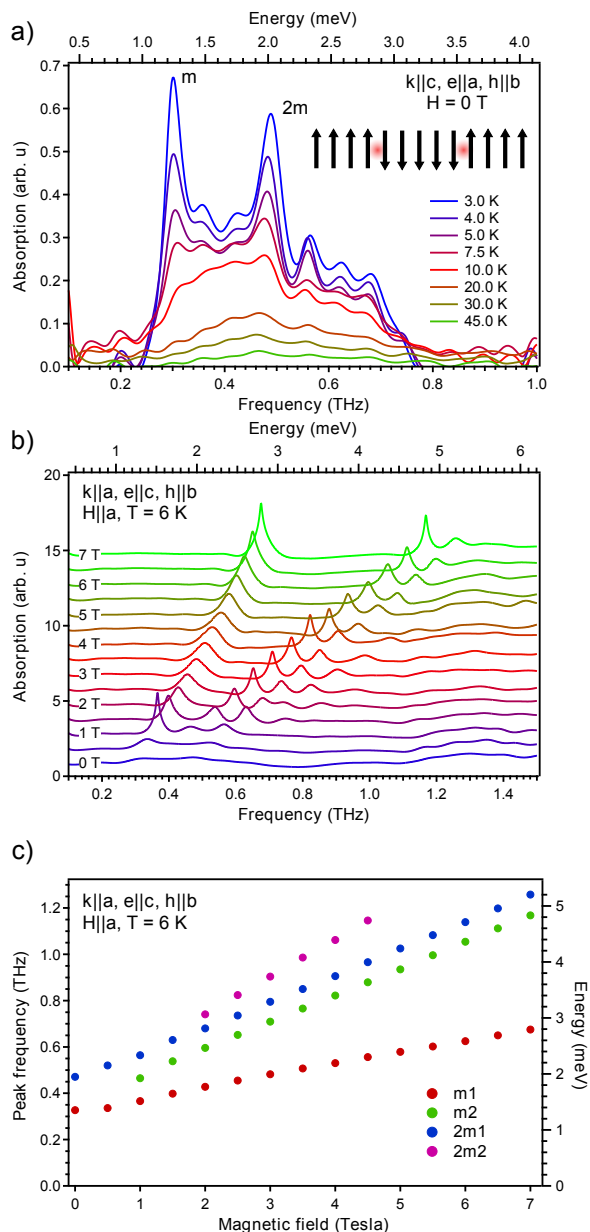 a)
Energy (meV)
0.5 1.0 1.5 2.0 2.5 3.0 3.5 4.0
0.7
0.6
0.5
0.4
0.3
0.2
0.1
0.0
Absorption (arb. u)
m
2m
k||c, e||a, h||b
H = 0 T
3.0 K
4.0 K
5.0 K
7.5 K
10.0 K
20.0 K
30.0 K
45.0 K
0.2 0.4 0.6 0.8 1.0
Frequency (THz)
b)
Energy (meV)
1 2 3 4 5 6
20
15
10
5
0
Absorption (arb. u)
k||a, e||c, h||b
H||a, T = 6 K
7 T
6 T
5 T
4 T
3 T
2 T
1 T
0 T
0.2 0.4 0.6 0.8 1.0 1.2 1.4
Frequency (THz)
c)
k||a, e||c, h||b
H||a, T = 6 K
1.2
1.0
0.8
0.6
0.4
0.2
0.0
Peak frequency (THz)
5
4
3
2
1
0
Energy (meV)
m1
m2
2m1
2m2
0 1 2 3 4 5 6 7
Magnetic field (Tesla)